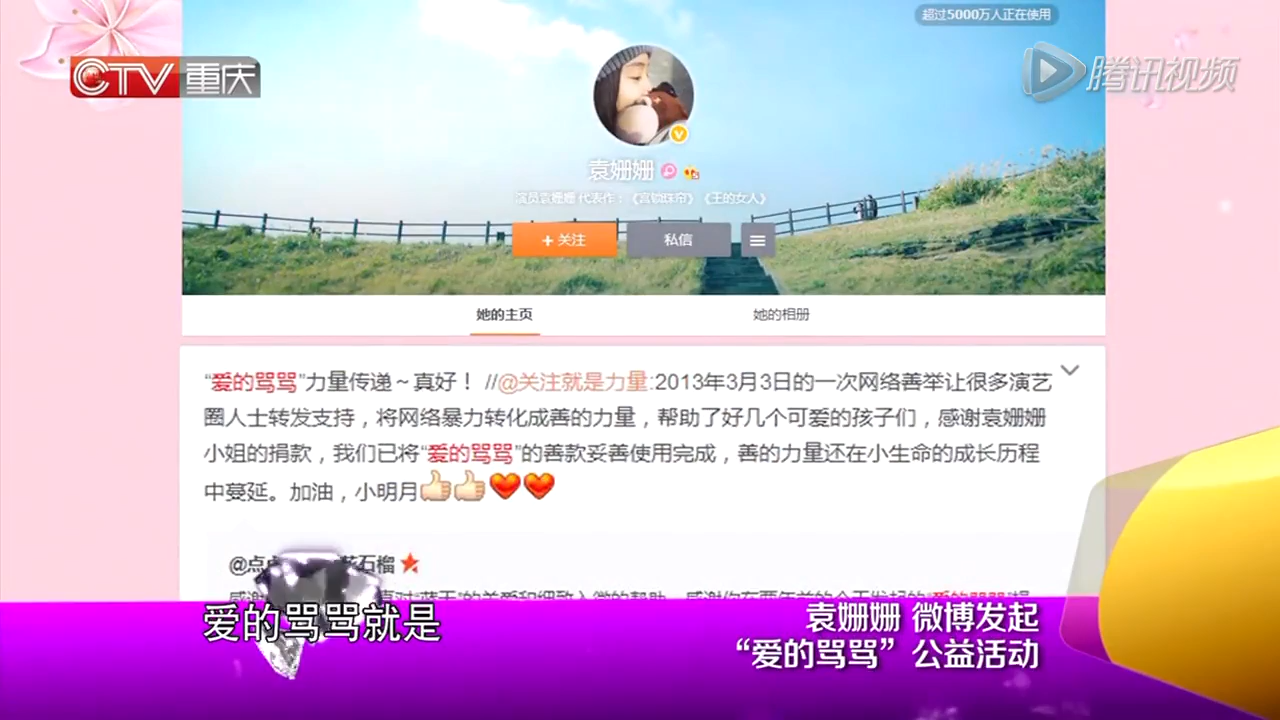 超过5000万人正在使用
CTV 重庆
腾讯视频
袁姗姗
演员袁姗姗 代表作：《宫锁珠帘》《王的女人》
+ 关注
私信
她的主页
她的相册
“爱的骂骂”力量传递～真好！ //@关注就是力量:2013年3月3日的一次网络善举让很多演艺
圈人士转发支持，将网络暴力转化成善的力量，帮助了好几个可爱的孩子们，感谢袁姗姗
小姐的捐款，我们已将“爱的骂骂”的善款妥善使用完成，善的力量还在小生命的成长历程
中蔓延。加油，小明月
@点 石榴
爱的骂骂就是
袁姗姗 微博发起
“爱的骂骂”公益活动